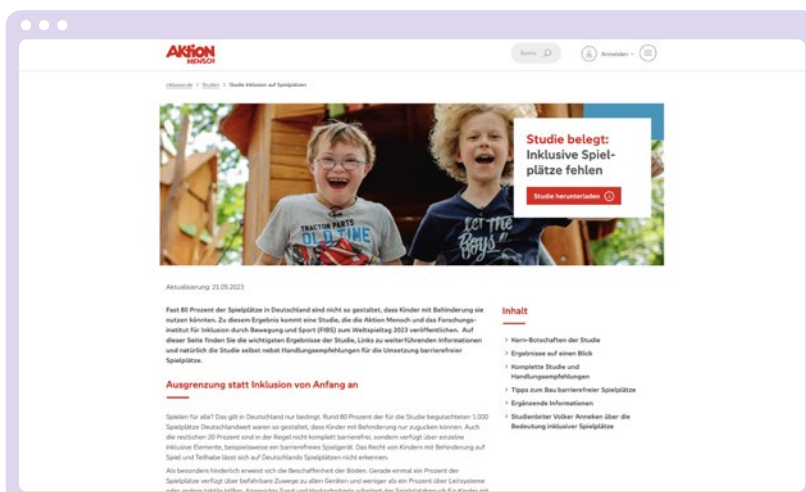 AKTION
MENSCH
Suche
Anmelden
inklusion.de > Studien > Studie Inklusion auf Spielplätzen
Studie belegt:
Inklusive Spiel-
plätze fehlen
Studie herunterladen
TRACTOR PARTS
OLD TIME
LET THE
Boys
Aktualisierung: 21.05.2023
Fast 80 Prozent der Spielplätze in Deutschland sind nicht so gestaltet, dass Kinder mit Behinderung sie
nutzen könnten. Zu diesem Ergebnis kommt eine Studie, die die Aktion Mensch und das Forschungs-
institut für Inklusion durch Bewegung und Sport (FIBS) zum Weltspieltag 2023 veröffentlichen. Auf
dieser Seite finden Sie die wichtigsten Ergebnisse der Studie, Links zu weiterführenden Informationen
und natürlich die Studie selbst nebst Handlungsempfehlungen für die Umsetzung barrierefreier
Spielplätze.
Ausgrenzung statt Inklusion von Anfang an
Spielen für alle? Das gilt in Deutschland nur bedingt. Rund 80 Prozent der für die Studie begutachteten 1.000
Spielplätze Deutschlandweit waren so gestaltet, dass Kinder mit Behinderung nur zugucken können. Auch
die restlichen 20 Prozent sind in der Regel nicht komplett barrierefrei, sondern verfügt über einzelne
inklusive Elemente, beispielsweise ein barrierefreies Spielgerät. Das Recht von Kindern mit Behinderung auf
Spiel und Teilhabe lässt sich auf Deutschlands Spielplätzen nicht erkennen.
Als besonders hinderlich erweist sich die Beschaffenheit der Böden. Gerade einmal ein Prozent der
Spielplätze verfügt über befahrbare Zuwege zu allen Geräten und weniger als ein Prozent über Leitsysteme
Inhalt
> Kern-Botschaften der Studie
> Ergebnisse auf einen Blick
> Komplette Studie und
Handlungsempfehlungen
> Tipps zum Bau barrierefreier Spielplätze
> Ergänzende Informationen
> Studienleiter Volker Anneken über die
Bedeutung inklusiver Spielplätze